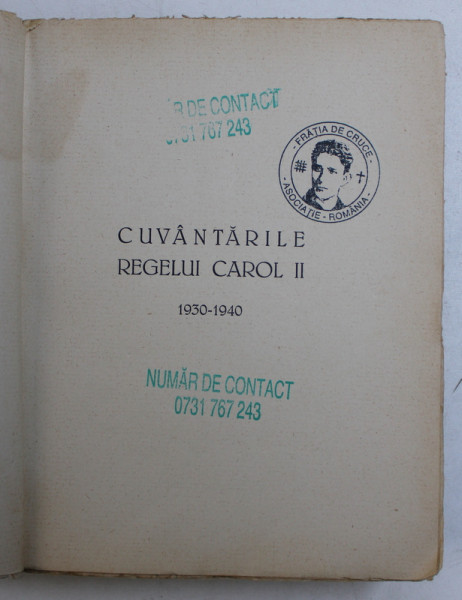 R DE CONTACT
0731 767 243
- FRĂȚIA DE CRUCE -
ASOCIAȚIE - ROMÂNIA -
CUVÂNTĂRILE
REGELUI CAROL II
1930-1940
NUMĂR DE CONTACT
0731 767 243